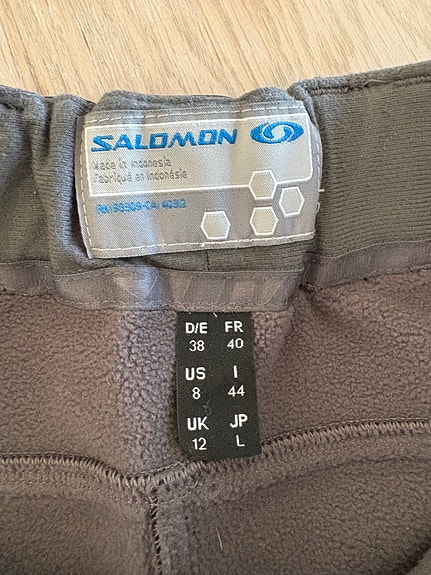 SALOMON
Made in Indonesia
Fabriqué en Indonésie
D/E FR
38 40
US I
8 44
UK JP
12 L